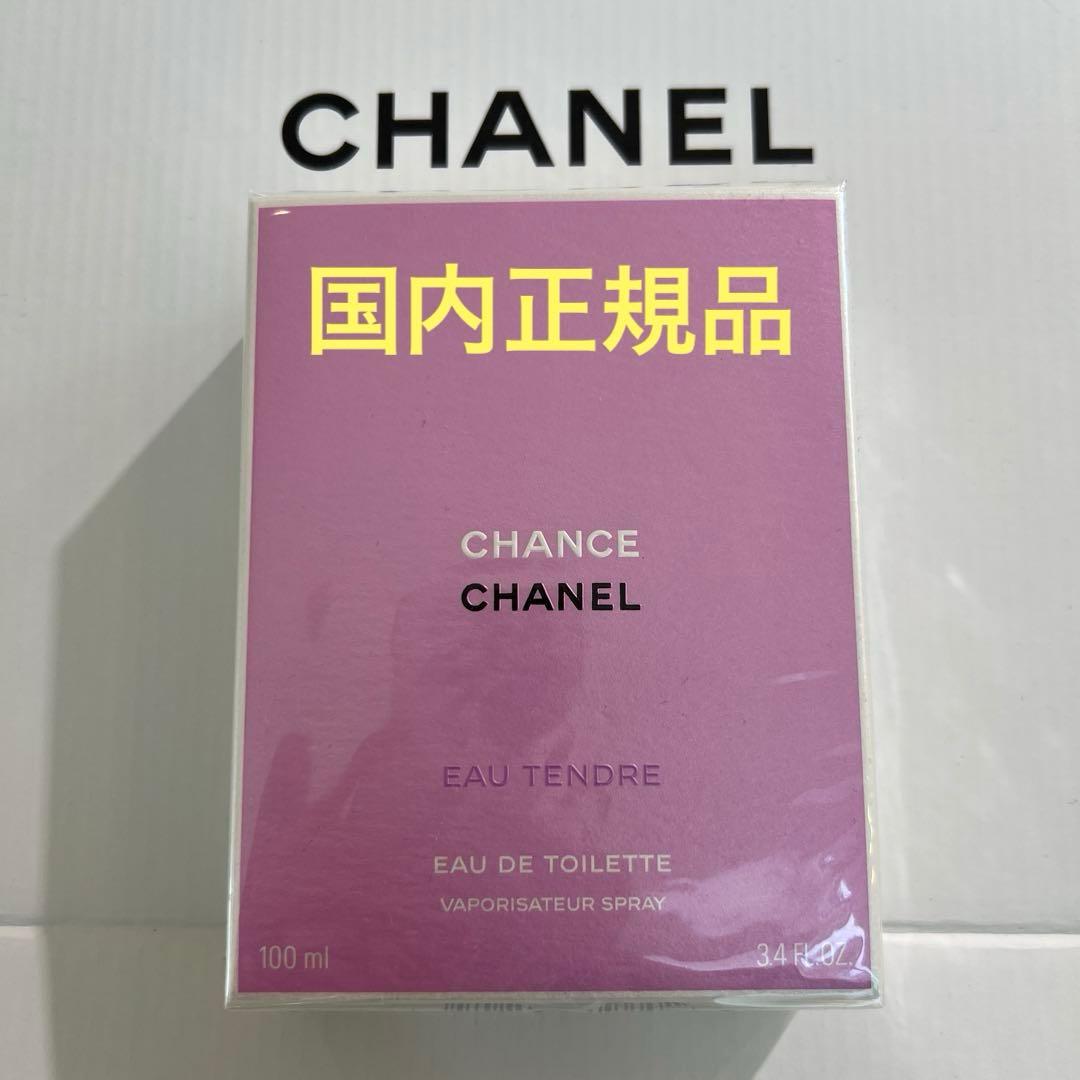 CHANEL
国内正規品
CHANCE
CHANEL
EAU TENDRE
EAU DE TOILETTE
VAPORISATEUR SPRAY
100 ml
3.4 FL.OZ.